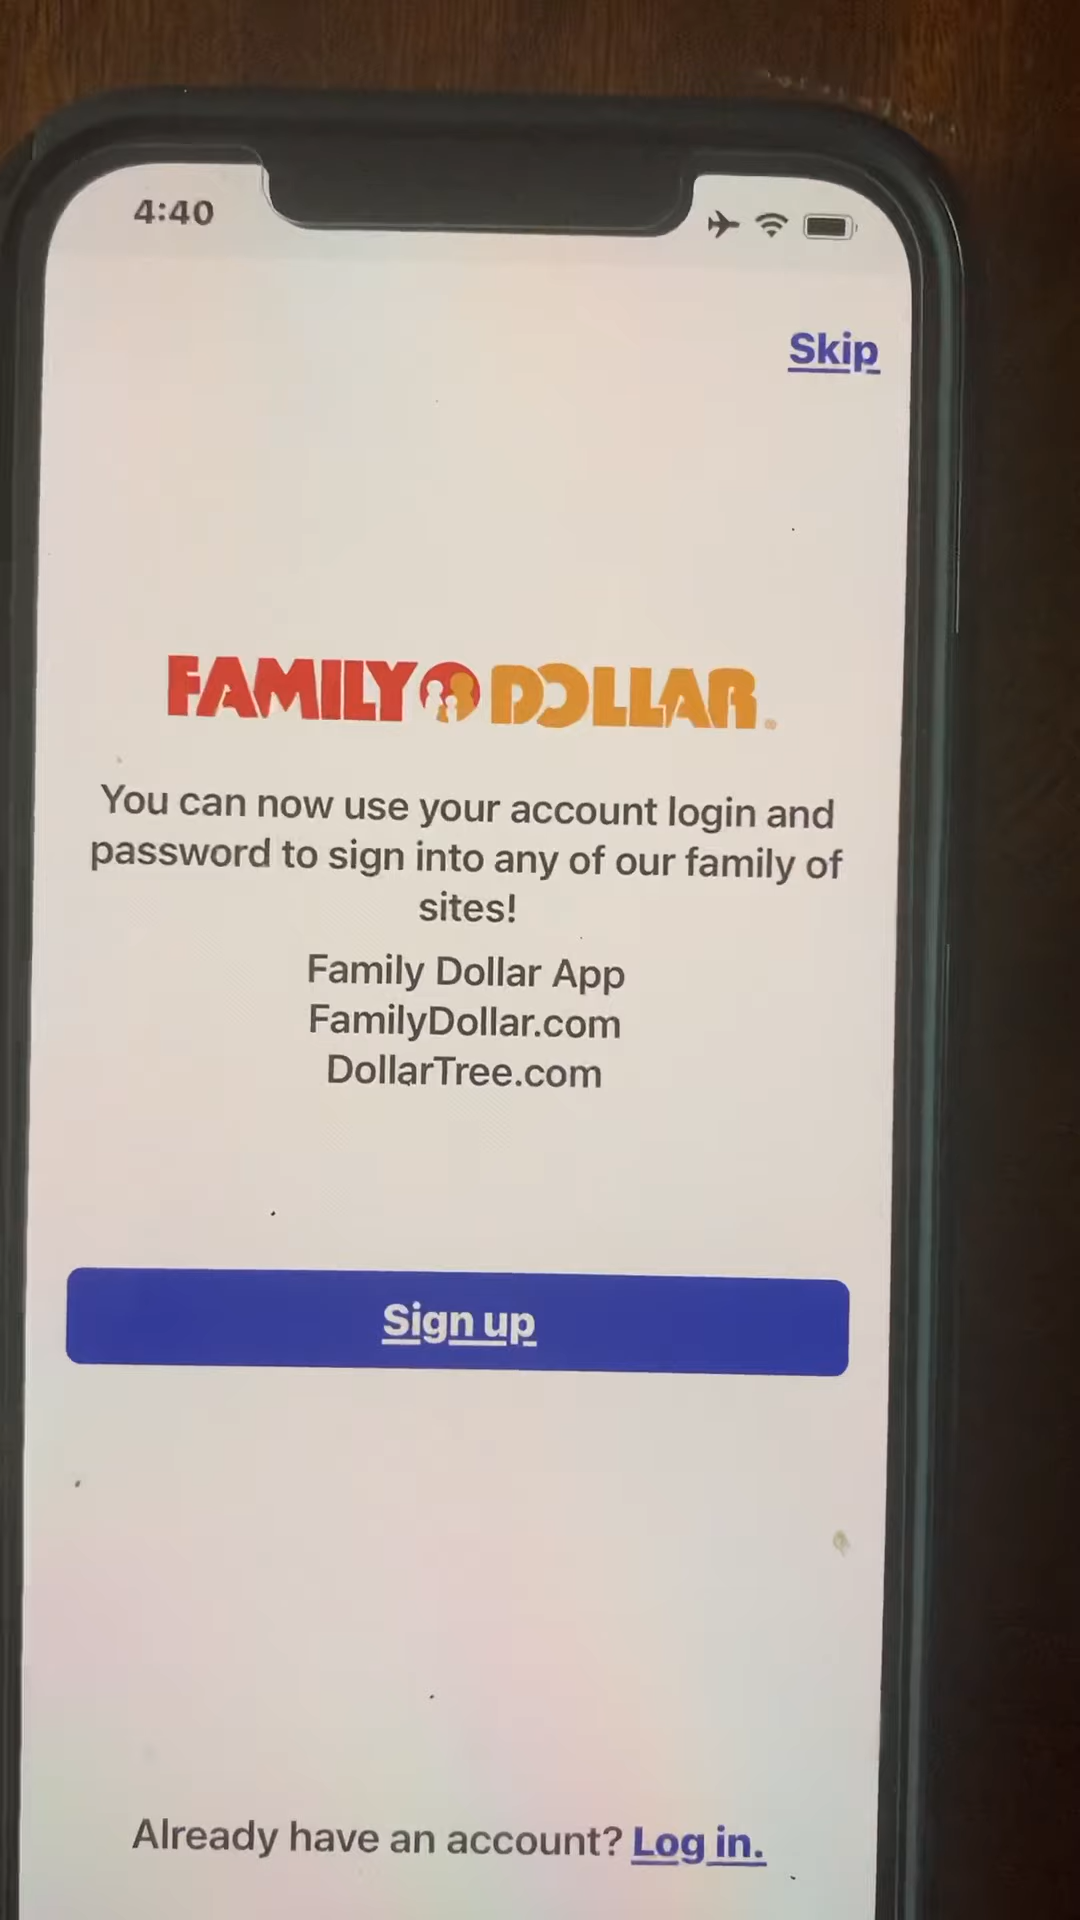 4:40
Skip
FAMILY DOLLAR
You can now use your account login and
password to sign into any of our family of
sites!
Family Dollar App
FamilyDollar.com
DollarTree.com
Sign up
Already have an account? Log in.